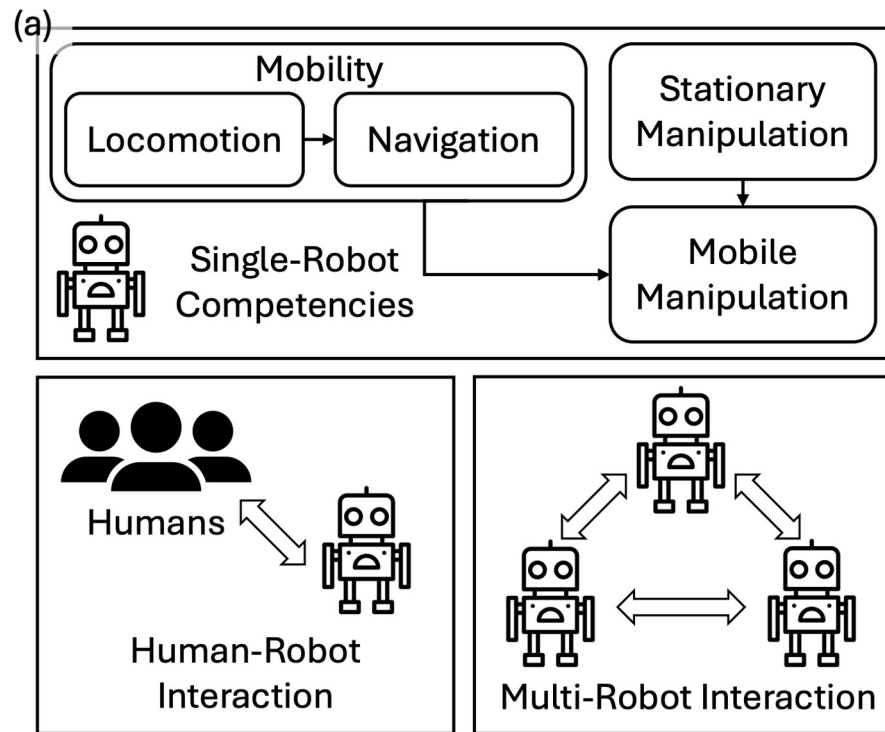 (a)
Mobility
Locomotion
Navigation
Stationary
Manipulation
Mobile
Manipulation
Single-Robot
Competencies
Humans
Human-Robot
Interaction
Multi-Robot Interaction